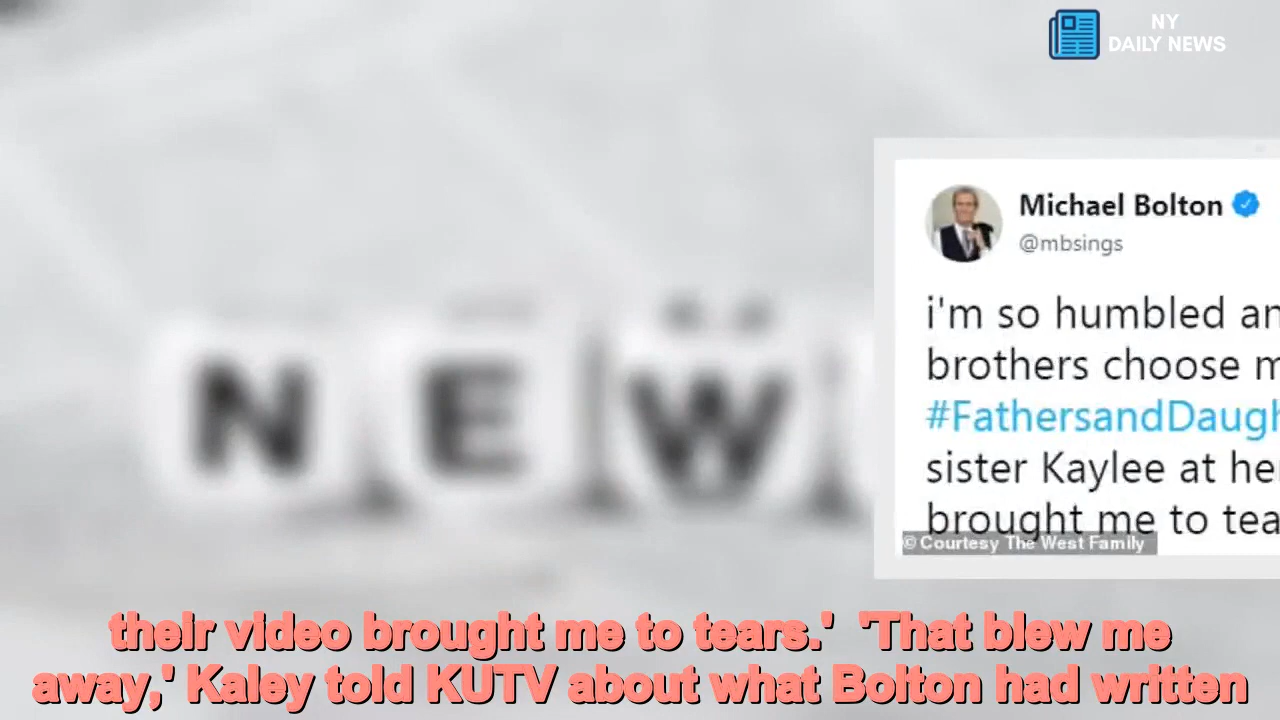 NY
DAILY NEWS
NEW
Michael Bolton
@mbsings
i'm so humbled an
brothers choose m
#FathersandDaugh
sister Kaylee at he
brought me to tea
© Courtesy The West Family
their video brought me to tears.' 'That blew me
away,' Kaley told KUTV about what Bolton had written